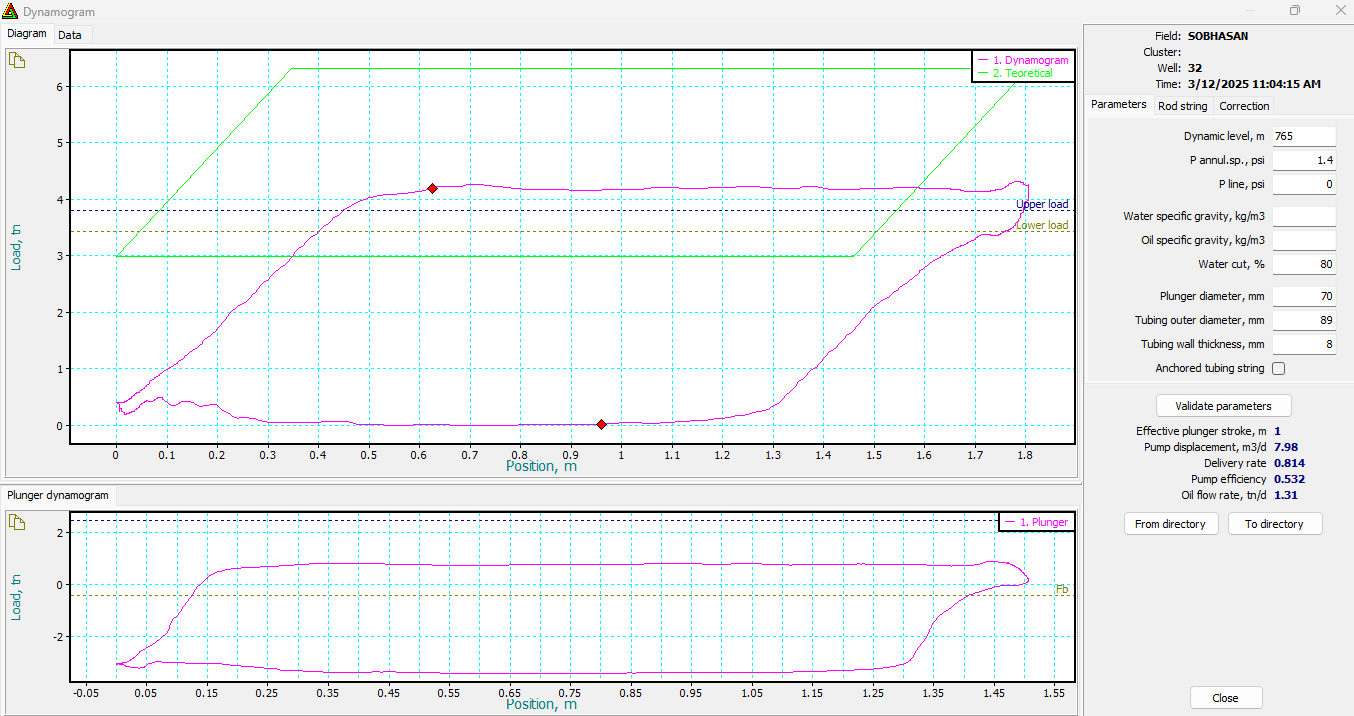 Dynamogram
Diagram Data
1. Dynamogram
2. Teoretical
6
5
4
3
2
1
0
Load, tn
Upper load
Lower load
0 0.1 0.2 0.3 0.4 0.5 0.6 0.7 0.8 0.9 1 1.1 1.2 1.3 1.4 1.5 1.6 1.7 1.8
Position, m
Plunger dynamogram
1. Plunger
2
0
-2
Load, tn
Fb
-0.05 0.05 0.15 0.25 0.35 0.45 0.55 0.65 0.75 0.85 0.95 1.05 1.15 1.25 1.35 1.45 1.55
Position, m
Field: SOBHASAN
Cluster:
Well: 32
Time: 3/12/2025 11:04:15 AM
Parameters Rod string Correction
Dynamic level, m 765
P annul.sp., psi 1.4
P line, psi 0
Water specific gravity, kg/m3
Oil specific gravity, kg/m3
Water cut, % 80
Plunger diameter, mm 70
Tubing outer diameter, mm 89
Tubing wall thickness, mm 8
Anchored tubing string
Validate parameters
Effective plunger stroke, m 1
Pump displacement, m3/d 7.98
Delivery rate 0.814
Pump efficiency 0.532
Oil flow rate, tn/d 1.31
From directory To directory
Close